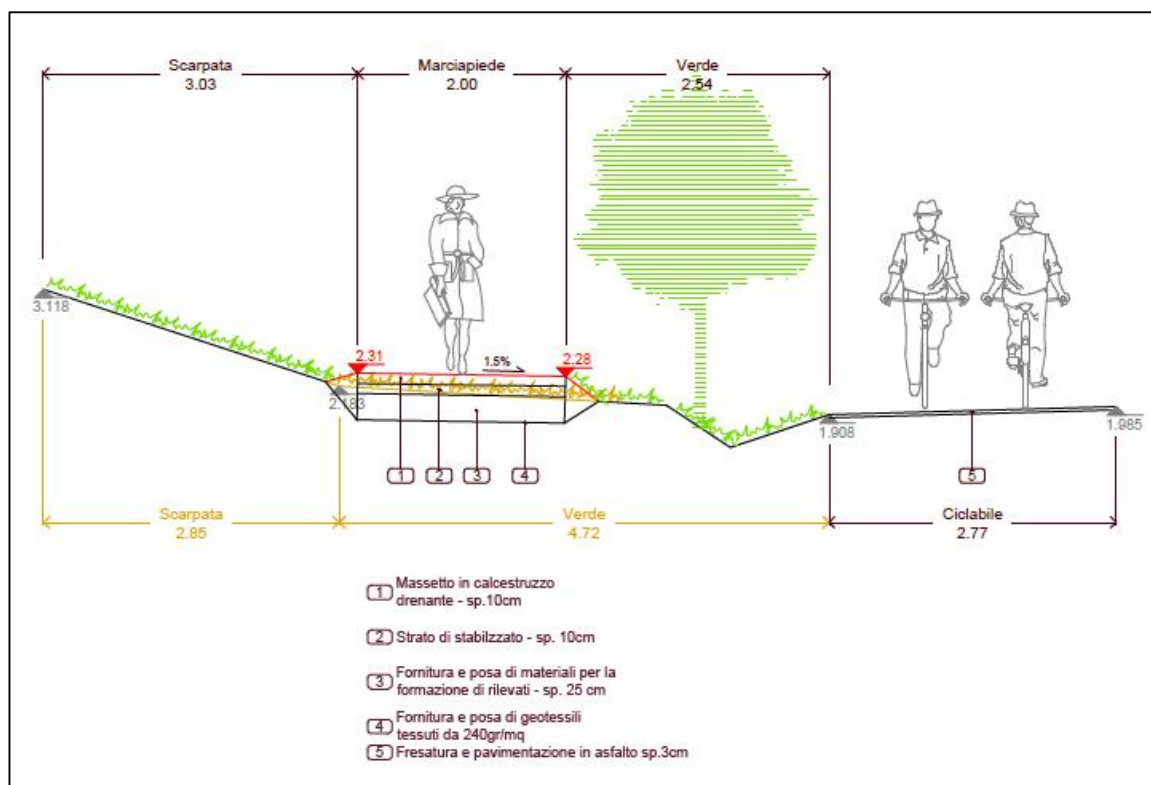 Scarpata
3.03
Marciapiede
2.00
Verde
2.54
3.118
2.31
1.5%
2.28
2.183
1.908
1.985
1
2
3
4
5
Scarpata
2.85
Verde
4.72
Ciclabile
2.77
1 Massetto in calcestruzzo
drenante - sp.10cm
2 Strato di stabilzzato - sp. 10cm
3 Fornitura e posa di materiali per la
formazione di rilevati - sp. 25 cm
4 Fornitura e posa di geotessili
tessuti da 240gr/mq
5 Fresatura e pavimentazione in asfalto sp.3cm